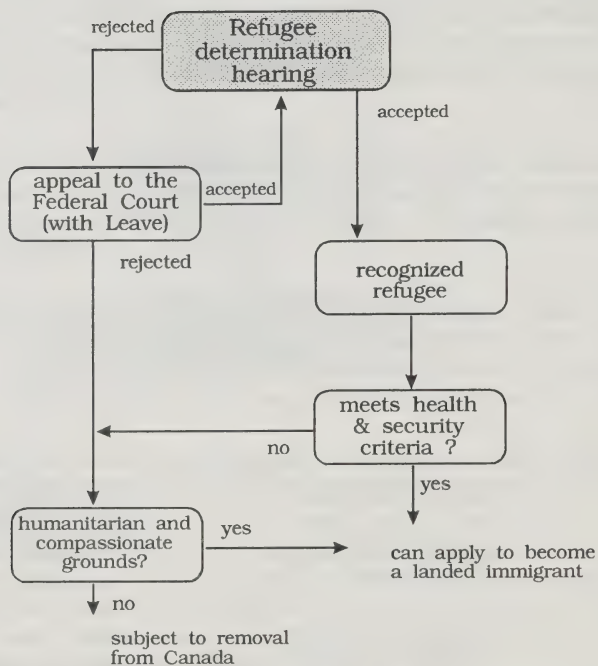 rejected
Refugee
determination
hearing
accepted
appeal to the
Federal Court
(with Leave)
accepted
rejected
recognized
refugee
meets health
& security
criteria ?
no
yes
humanitarian and
compassionate
grounds?
yes
can apply to become
a landed immigrant
no
subject to removal
from Canada